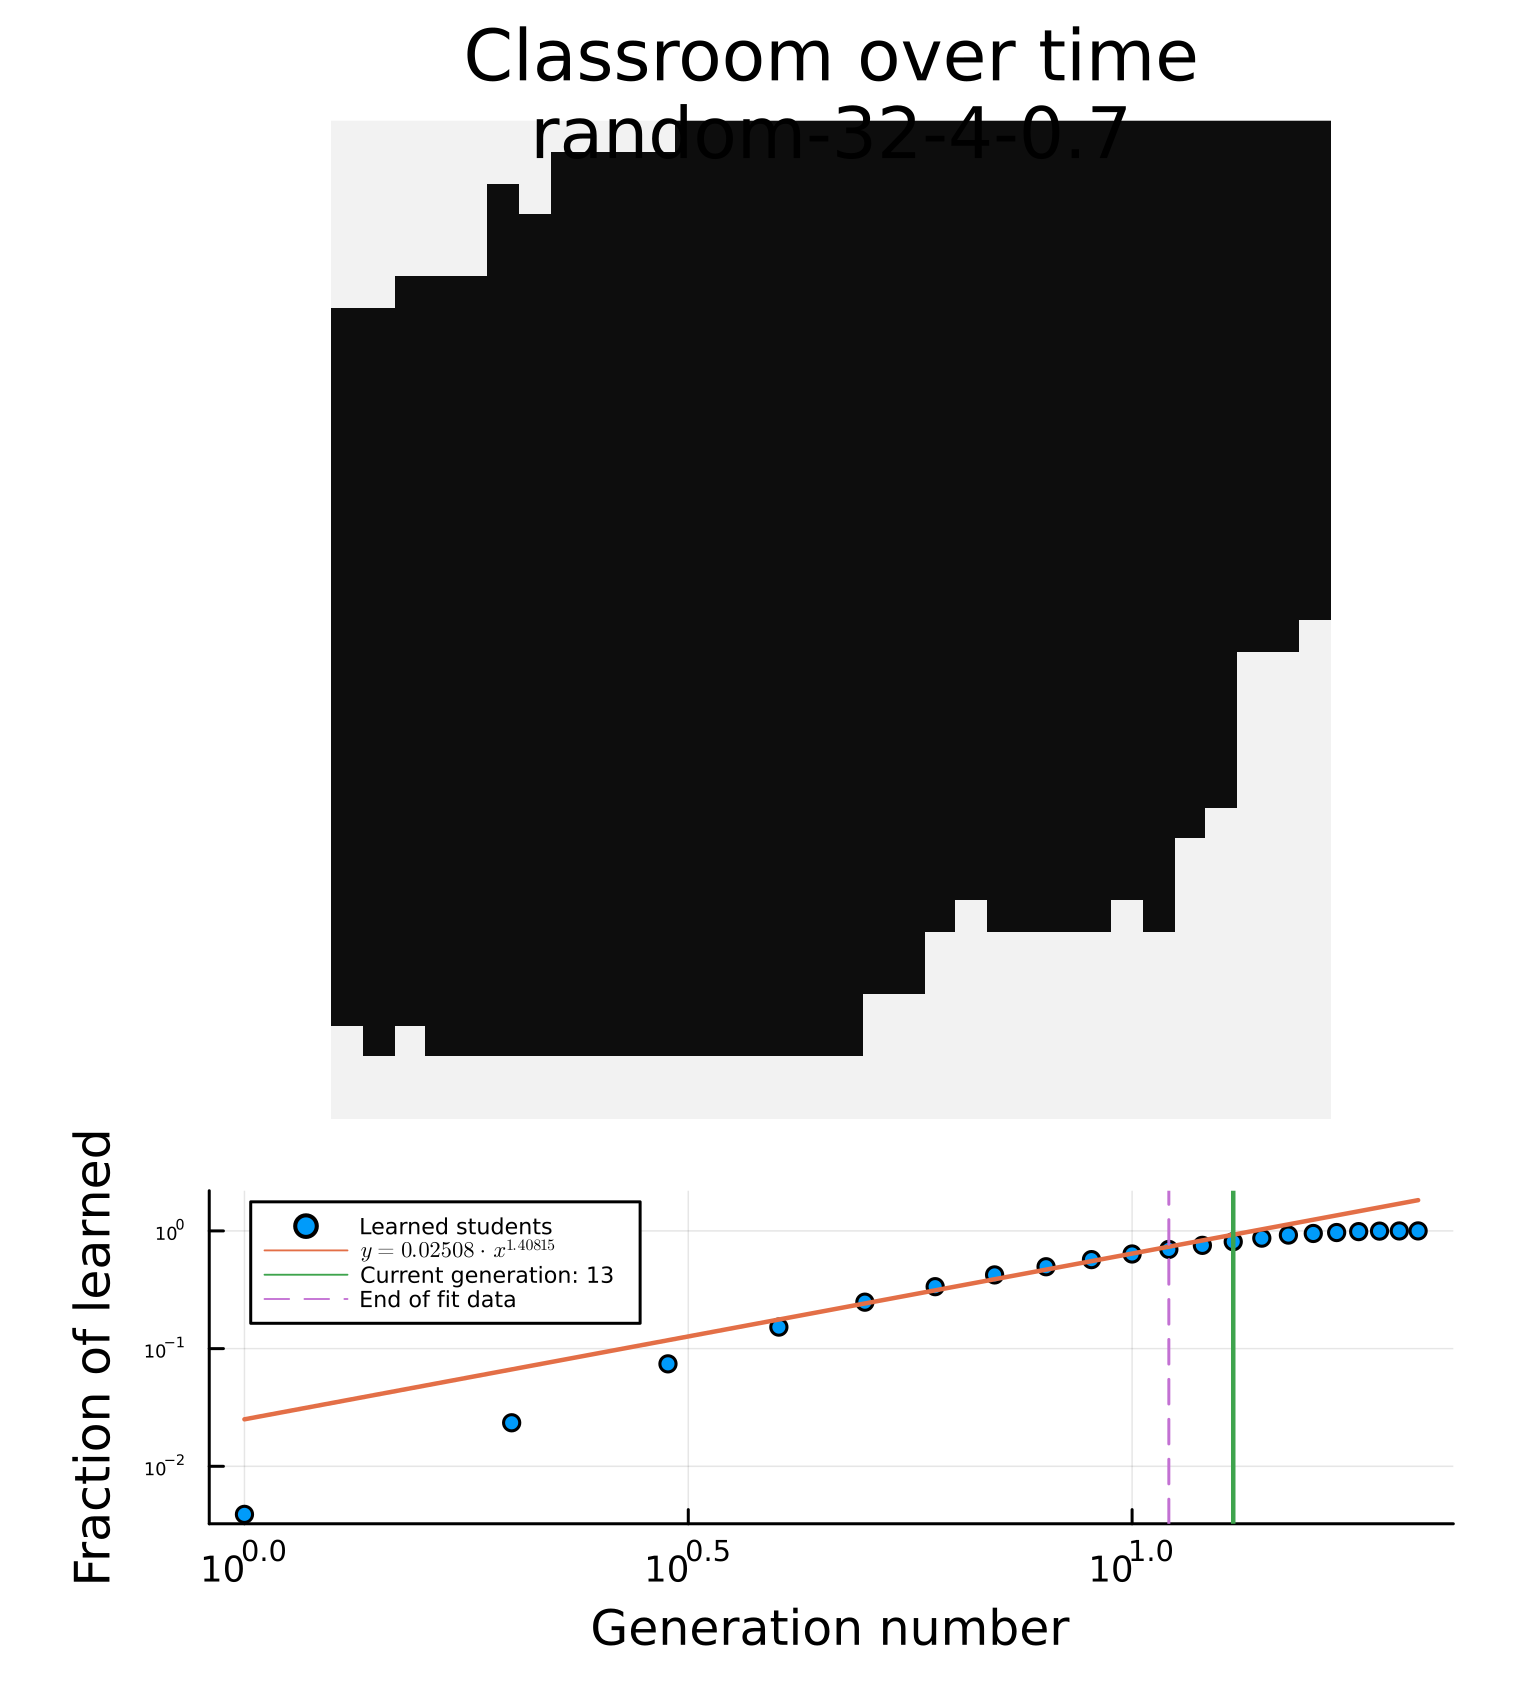 Classroom over time
random-32-4-0.7
Fraction of learned
10^0
10^−1
10^−2
Learned students
y = 0.02508 · x^1.40815
Current generation: 13
End of fit data
10^0.0
10^0.5
10^1.0
Generation number